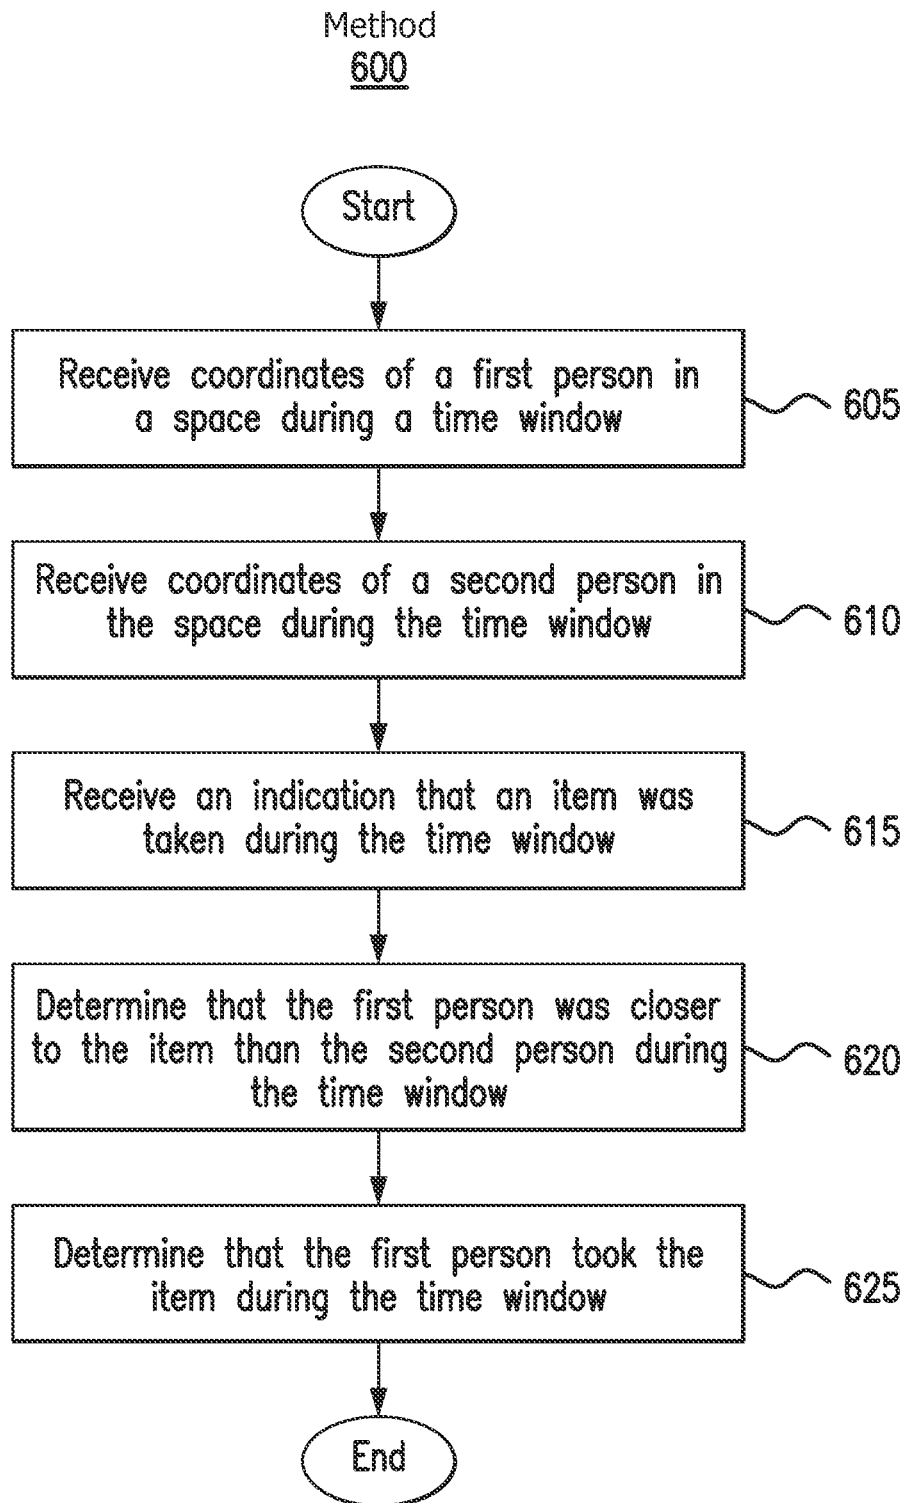 Method
600
Start
Receive coordinates of a first person in
a space during a time window
605
Receive coordinates of a second person in
the space during the time window
610
Receive an indication that an item was
taken during the time window
615
Determine that the first person was closer
to the item than the second person during
the time window
620
Determine that the first person took the
item during the time window
625
End